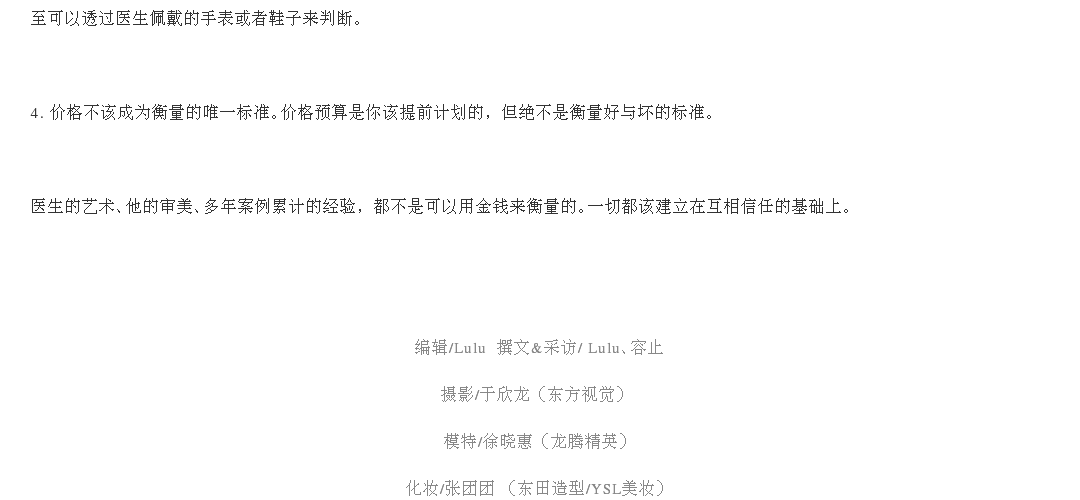 至可以透过医生佩戴的手表或者鞋子来判断。
4. 价格不该成为衡量的唯一标准。价格预算是你该提前计划的，但绝不是衡量好与坏的标准。
医生的艺术、他的审美、多年案例累计的经验，都不是可以用金钱来衡量的。一切都该建立在互相信任的基础上。
编辑/Lulu  撰文&采访/ Lulu、容止
摄影/于欣龙（东方视觉）
模特/徐晓惠（龙腾精英）
化妆/张团团 （东田造型/YSL美妆）